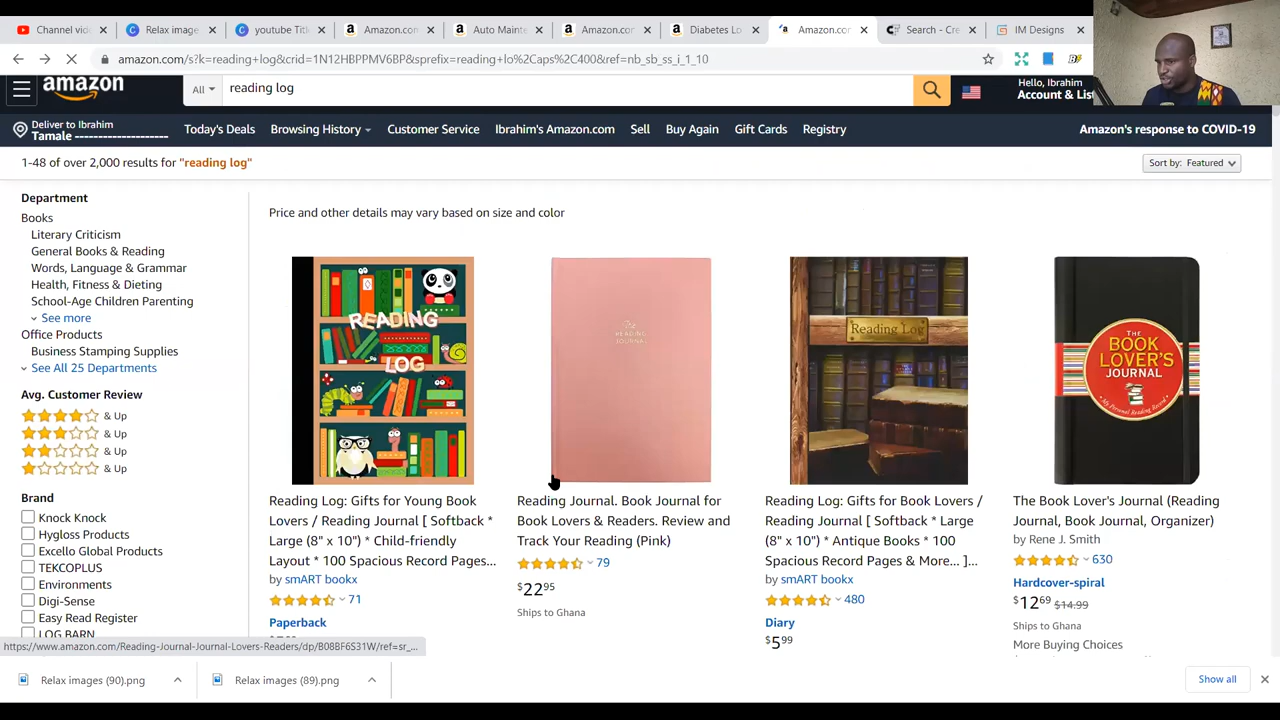 Channel vide
Relax image
youtube Title
Amazon.com
Auto Mainte
Amazon.com
Diabetes Lo
Amazon.com
Search - Cre
IM Designs
amazon.com/s?k=reading+log&crid=1N12HRPMV6BP&sprefix=reading+lo%2Caps%2C400&ref=nb_sb_ss_i_1_10
amazon
All
reading log
Hello, Ibrahim
Account & List
Deliver to Ibrahim
Tamale
Today's Deals
Browsing History
Customer Service
Ibrahim's Amazon.com
Sell
Buy Again
Gift Cards
Registry
Amazon's response to COVID-19
1-48 of over 2,000 results for "reading log"
Sort by: Featured
Department
Books
Literary Criticism
General Books & Reading
Words, Language & Grammar
Health, Fitness & Dieting
School-Age Children Parenting
See more
Office Products
Business Stamping Supplies
See All 25 Departments
Avg. Customer Review
& Up
& Up
& Up
& Up
Brand
Knock Knock
Hygloss Products
Excello Global Products
TEKCOPLUS
Environments
Digi-Sense
Easy Read Register
LOG BARN
Price and other details may vary based on size and color
READING
LOG
Reading Log: Gifts for Young Book
Lovers / Reading Journal [ Softback *
Large (8" x 10") * Child-friendly
Layout * 100 Spacious Record Pages...
by smART bookx
71
Paperback
The
READING
JOURNAL
Reading Journal. Book Journal for
Book Lovers & Readers. Review and
Track Your Reading (Pink)
79
$22.95
Ships to Ghana
Reading Log
Reading Log: Gifts for Book Lovers /
Reading Journal [ Softback * Large
(8" x 10") * Antique Books * 100
Spacious Record Pages & More... ]...
by smART bookx
480
Diary
$5.99
THE
BOOK
LOVER'S
JOURNAL
My Personal Reading Record
The Book Lover's Journal (Reading
Journal, Book Journal, Organizer)
by Rene J. Smith
630
Hardcover-spiral
$12.69 $14.99
Ships to Ghana
More Buying Choices
https://www.amazon.com/Reading-Journal-Journal-Lovers-Readers/dp/B08BF6S31W/ref=sr_...
Relax images (90).png
Relax images (89).png
Show all